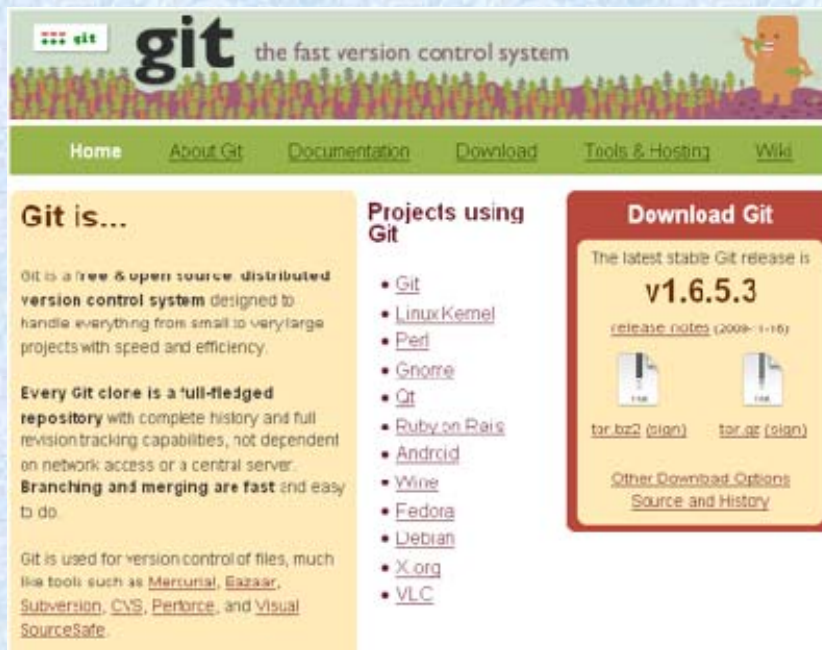 git
git the fast version control system
Home About Git Documentation Download Tools & Hosting Wiki
Git is...
Git is a free & open source, distributed
version control system designed to
handle everything from small to very large
projects with speed and efficiency.
Every Git clone is a full-fledged
repository with complete history and full
revision tracking capabilities, not dependent
on network access or a central server.
Branching and merging are fast and easy
to do.
Git is used for version control of files, much
like tools such as Mercurial, Bazaar,
Subversion, CVS, Perforce, and Visual
SourceSafe.
Projects using
Git
• Git
• Linux Kernel
• Perl
• Gnome
• Qt
• Ruby on Rails
• Android
• Wine
• Fedora
• Debian
• X.org
• VLC
Download Git
The latest stable Git release is
v1.6.5.3
release notes (2009-11-16)
tar.bz2 (sign) tar.gz (sign)
Other Download Options
Source and History